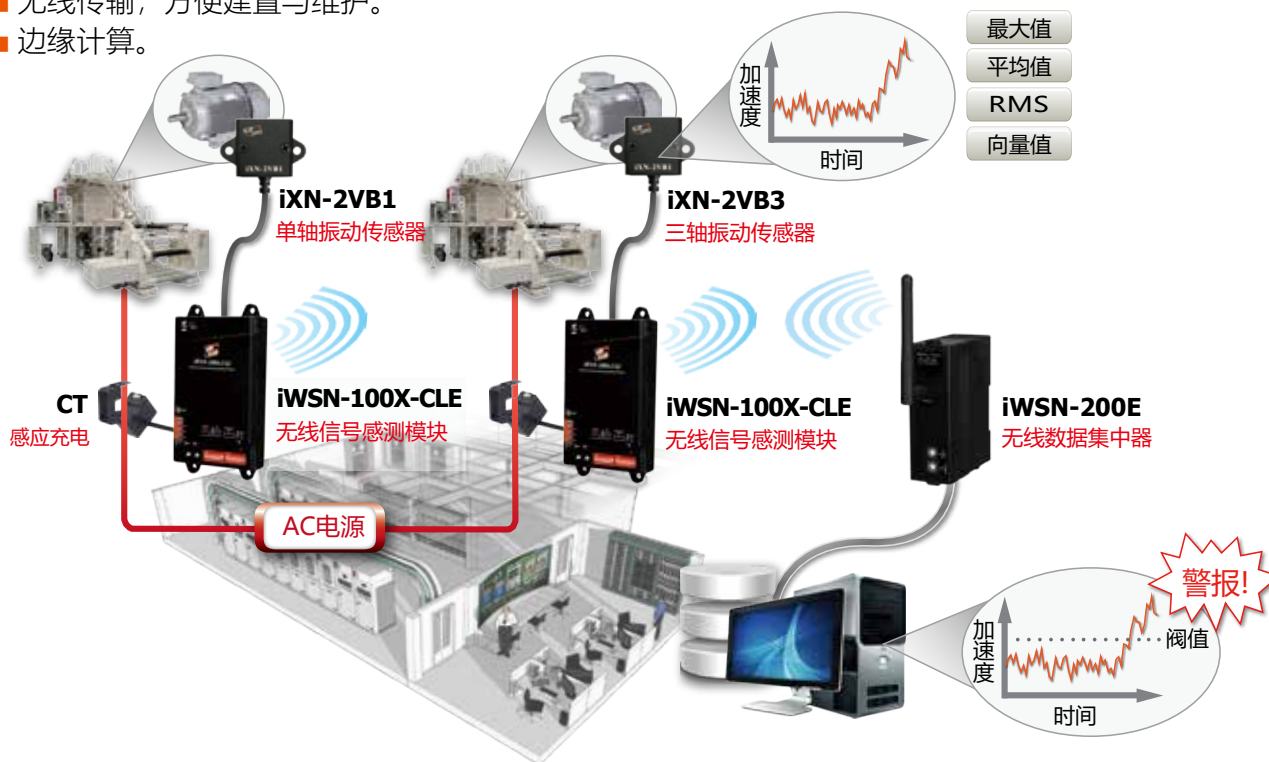 无线传输，方便建置与维护。
边缘计算。
最大值
平均值
RMS
向量值
加速度
时间
iXN-2VB1
iXN-2VB1
iXN-2VB1
单轴振动传感器
iXN-2VB3
三轴振动传感器
CT
感应充电
iWSN-100X-CLE
无线信号感测模块
iWSN-100X-CLE
无线信号感测模块
iWSN-200E
无线数据集中器
AC电源
警报!
加速度
阀值
时间